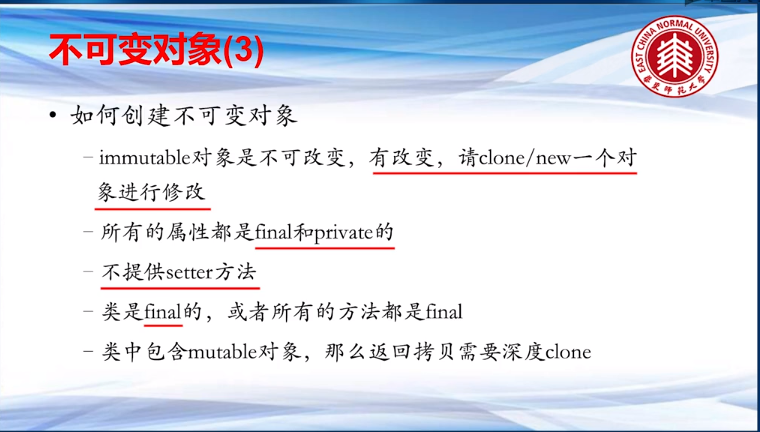 不可变对象(3)
EAST CHINA NORMAL UNIVERSITY
华东师范大学
• 如何创建不可变对象
– immutable对象是不可改变，有改变，请clone/new一个对
象进行修改
– 所有的属性都是final和private的
– 不提供setter方法
– 类是final的，或者所有的方法都是final
– 类中包含mutable对象，那么返回拷贝需要深度clone